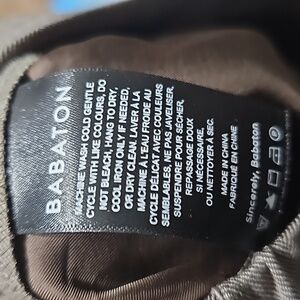 BABATON
MACHINE WASH COLD GENTLE
CYCLE WITH LIKE COLOURS, DO
NOT BLEACH, HANG TO DRY,
COOL IRON ONLY IF NEEDED,
OR DRY CLEAN. LAVER À LA
MACHINE À L'EAU FROIDE AU
CYCLE DÉLICAT AVEC COULEURS
SEMBLABLES, NE PAS JAVELISER,
SUSPENDRE POUR SÉCHER,
REPASSAGE DOUX
SI NÉCESSAIRE,
OU NETTOYER À SEC.
MADE IN CHINA
FABRIQUÉ EN CHINE
Sincerely, Babaton